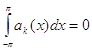 ∫_{-π}^{π} a_k(x)dx = 0